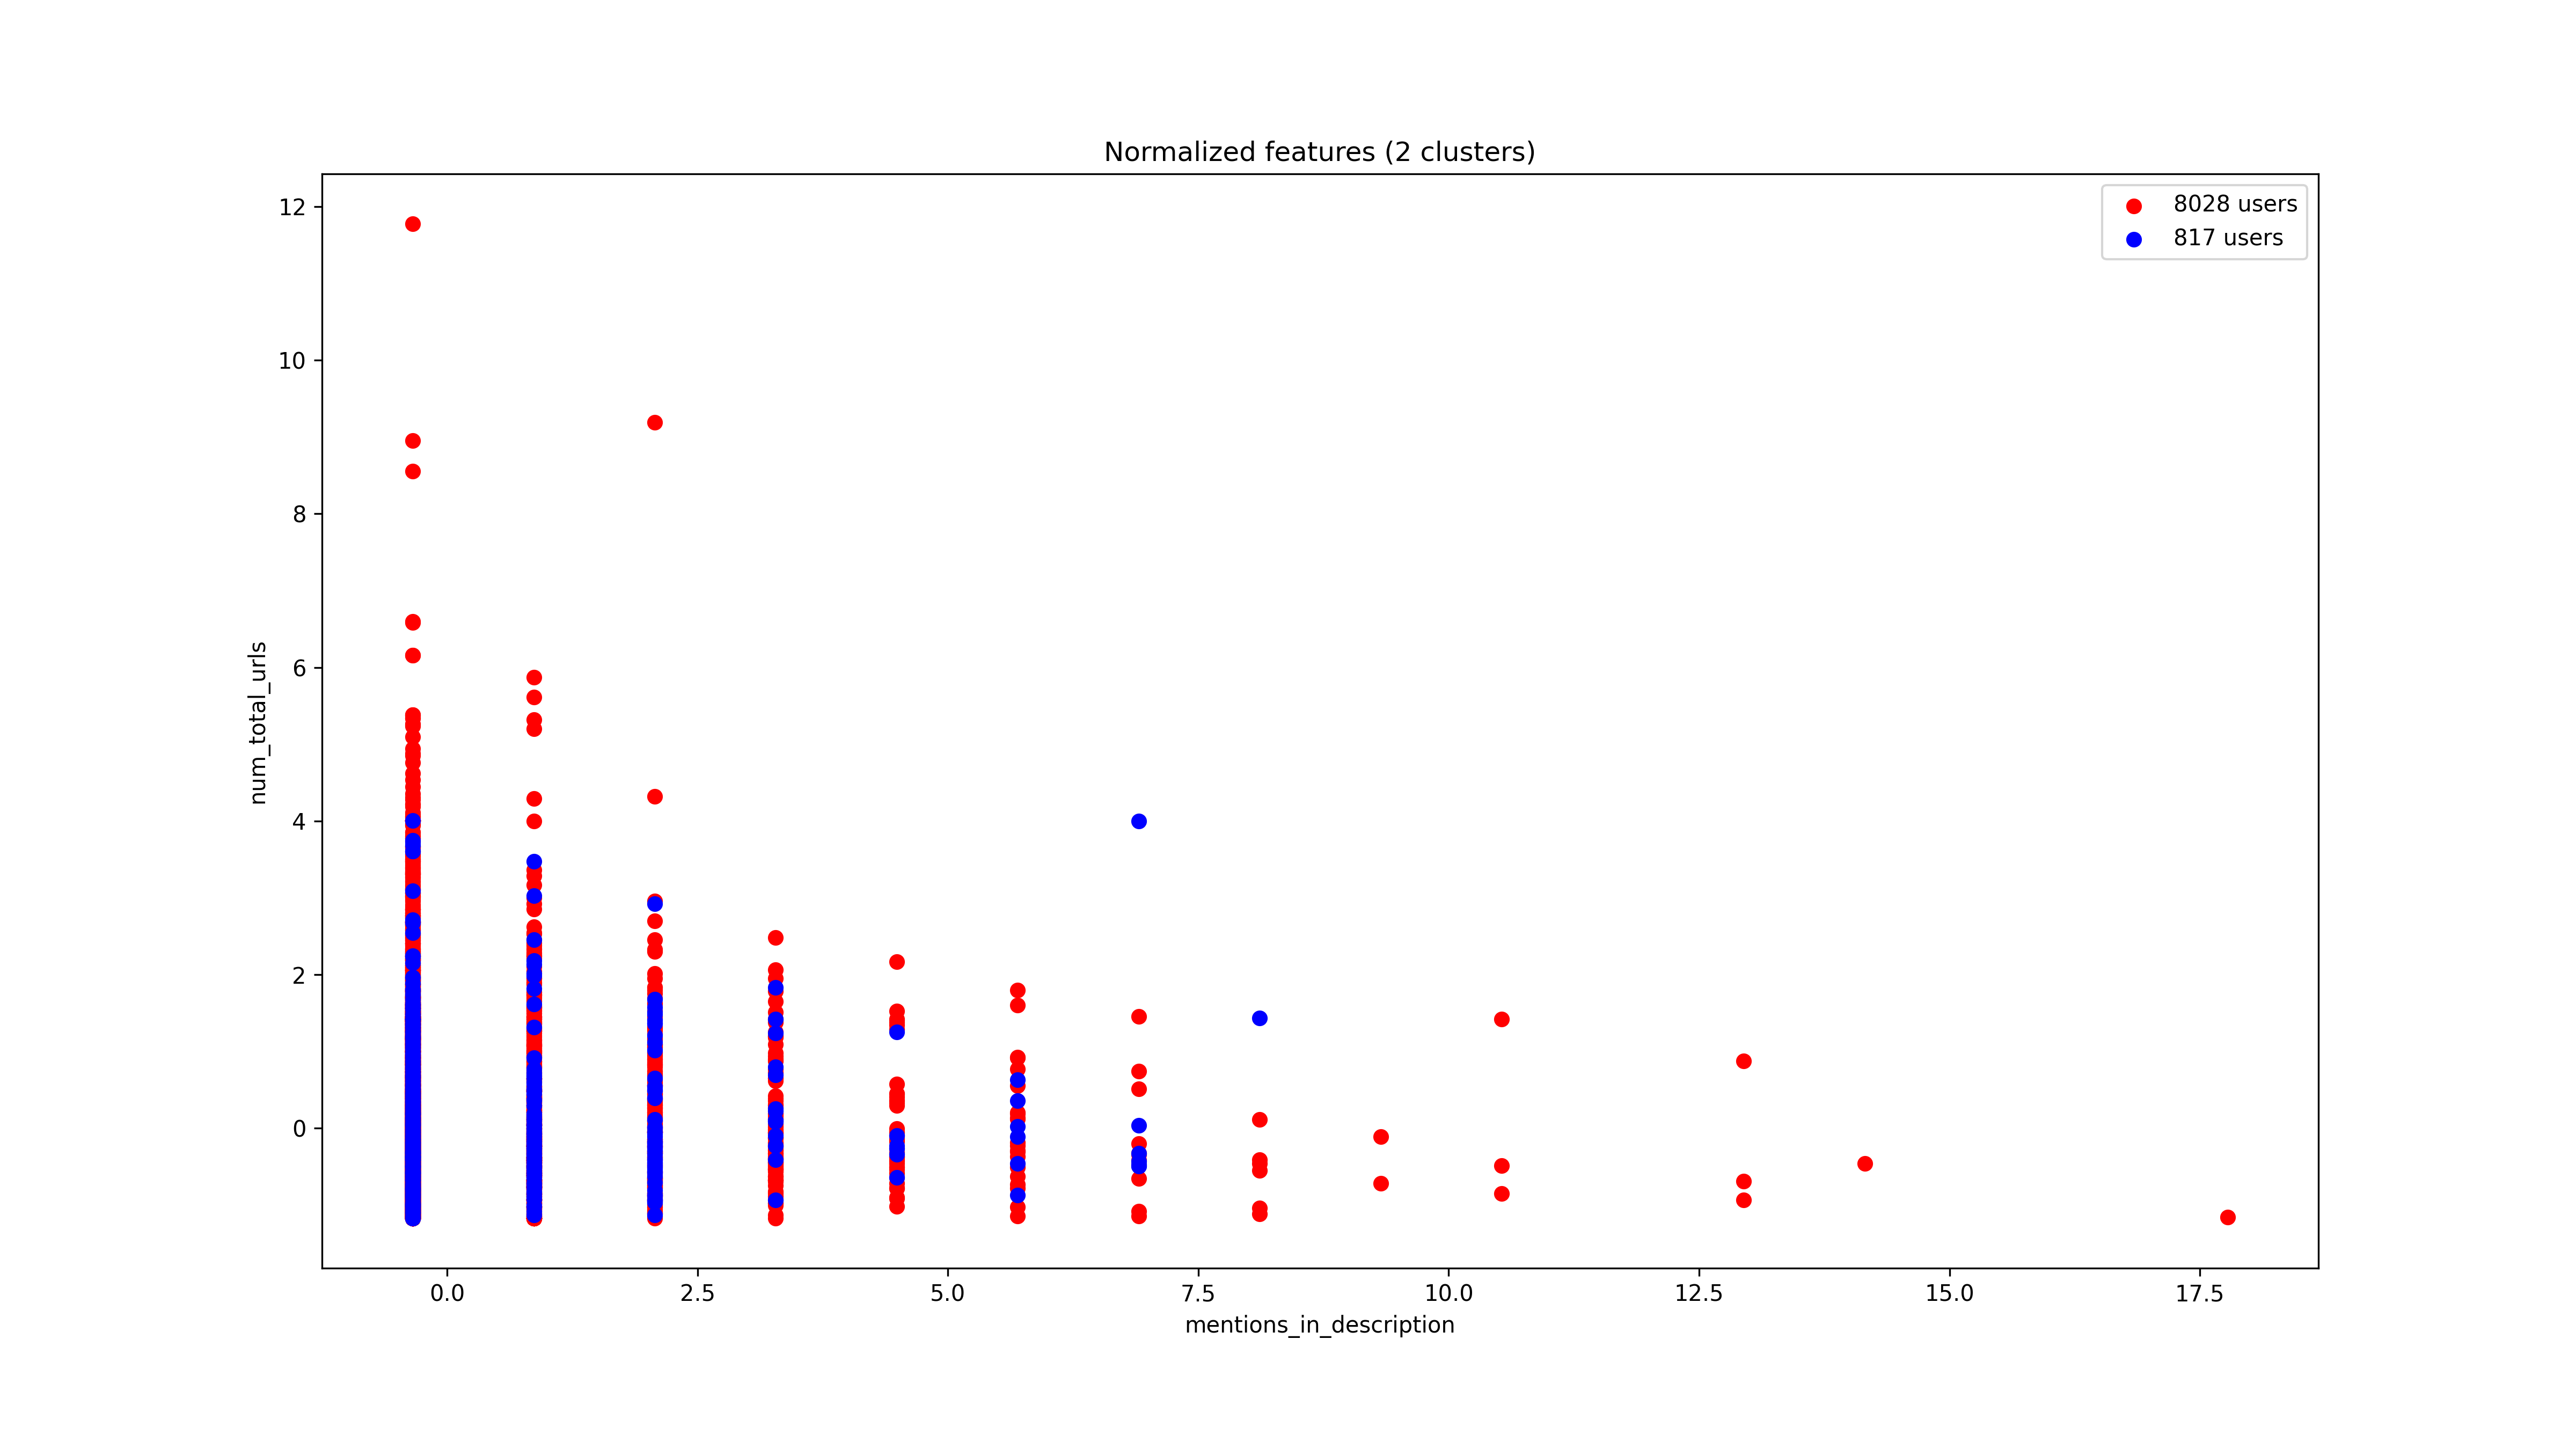 Normalized features (2 clusters)
8028 users
817 users
12
10
8
6
4
2
0
num_total_urls
0.0 2.5 5.0 7.5 10.0 12.5 15.0 17.5
mentions_in_description